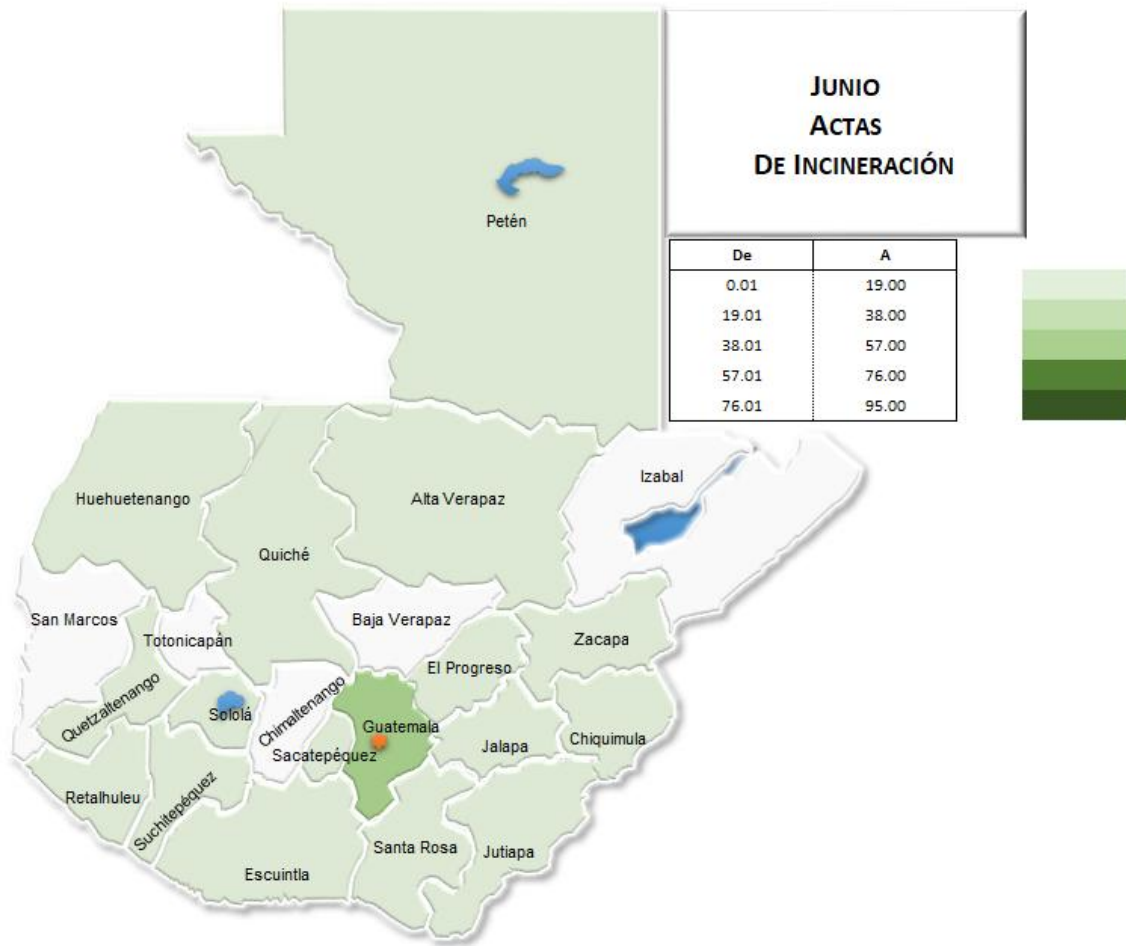 JUNIO
ACTAS
DE INCINERACIÓN
De A
0.01 19.00
19.01 38.00
38.01 57.00
57.01 76.00
76.01 95.00
Petén
Izabal
Huehuetenango
Alta Verapaz
Quiché
San Marcos
Totonicapán
Baja Verapaz
Zacapa
El Progreso
Quetzaltenango
Sololá
Chimaltenango
Guatemala
Sacatepéquez
Jalapa
Chiquimula
Retalhuleu
Suchitepéquez
Santa Rosa
Jutiapa
Escuintla